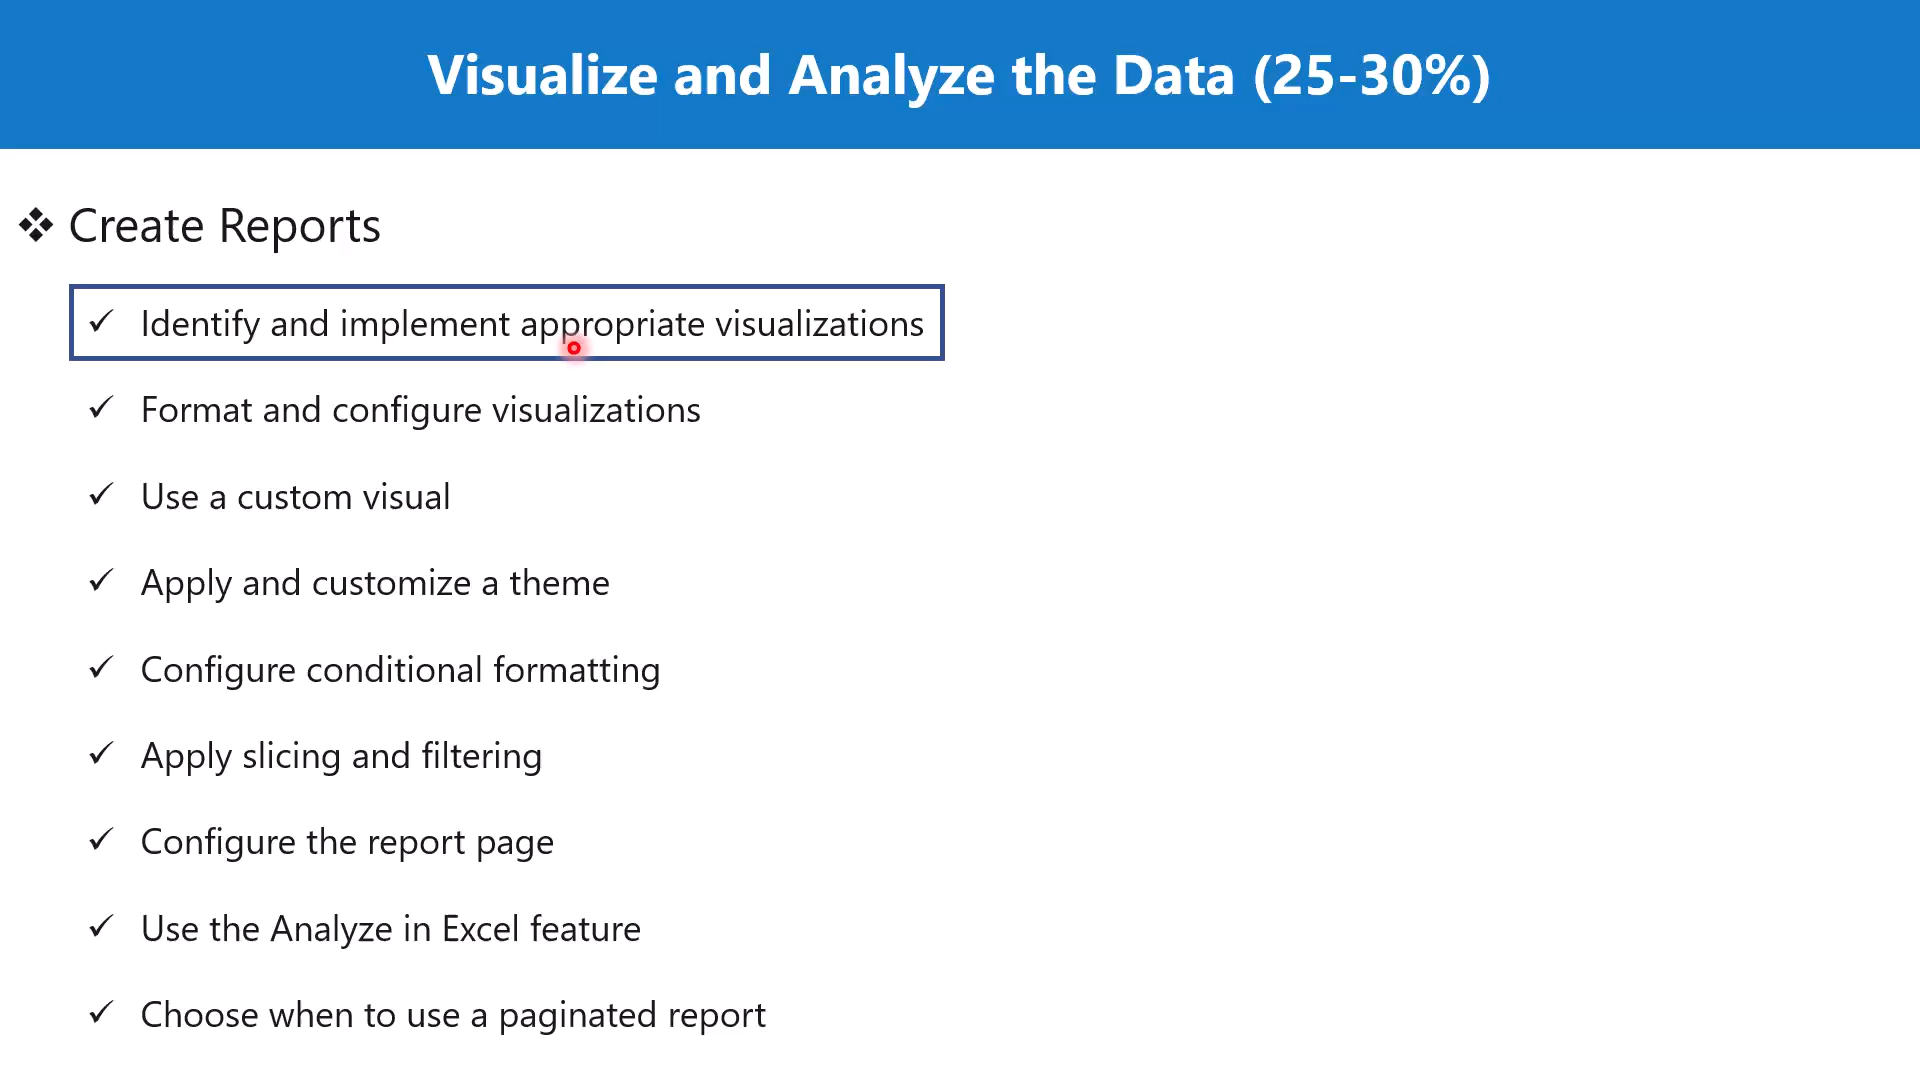 Visualize and Analyze the Data (25-30%)
❖ Create Reports
✓ Identify and implement appropriate visualizations
✓ Format and configure visualizations
✓ Use a custom visual
✓ Apply and customize a theme
✓ Configure conditional formatting
✓ Apply slicing and filtering
✓ Configure the report page
✓ Use the Analyze in Excel feature
✓ Choose when to use a paginated report